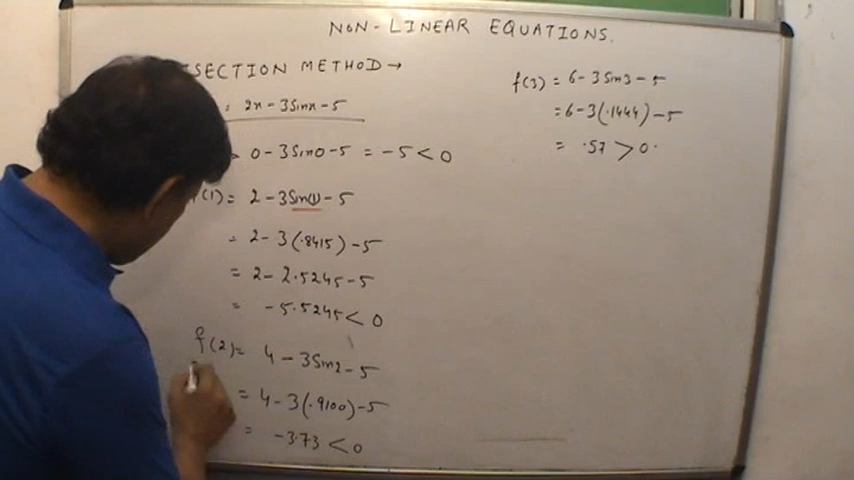 NON-LINEAR EQUATIONS.
SECTION METHOD →
= 2x - 3Sinx - 5
0 - 3Sin0 - 5 = -5 < 0
(1) = 2 - 3Sin(1) - 5
= 2 - 3(.8415) - 5
= 2 - 2.5245 - 5
= -5.5245 < 0
f(2) = 4 - 3Sin2 - 5
= 4 - 3(.9100) - 5
= -3.73 < 0
f(3) = 6 - 3Sin3 - 5
= 6 - 3(.1444) - 5
= .57 > 0.